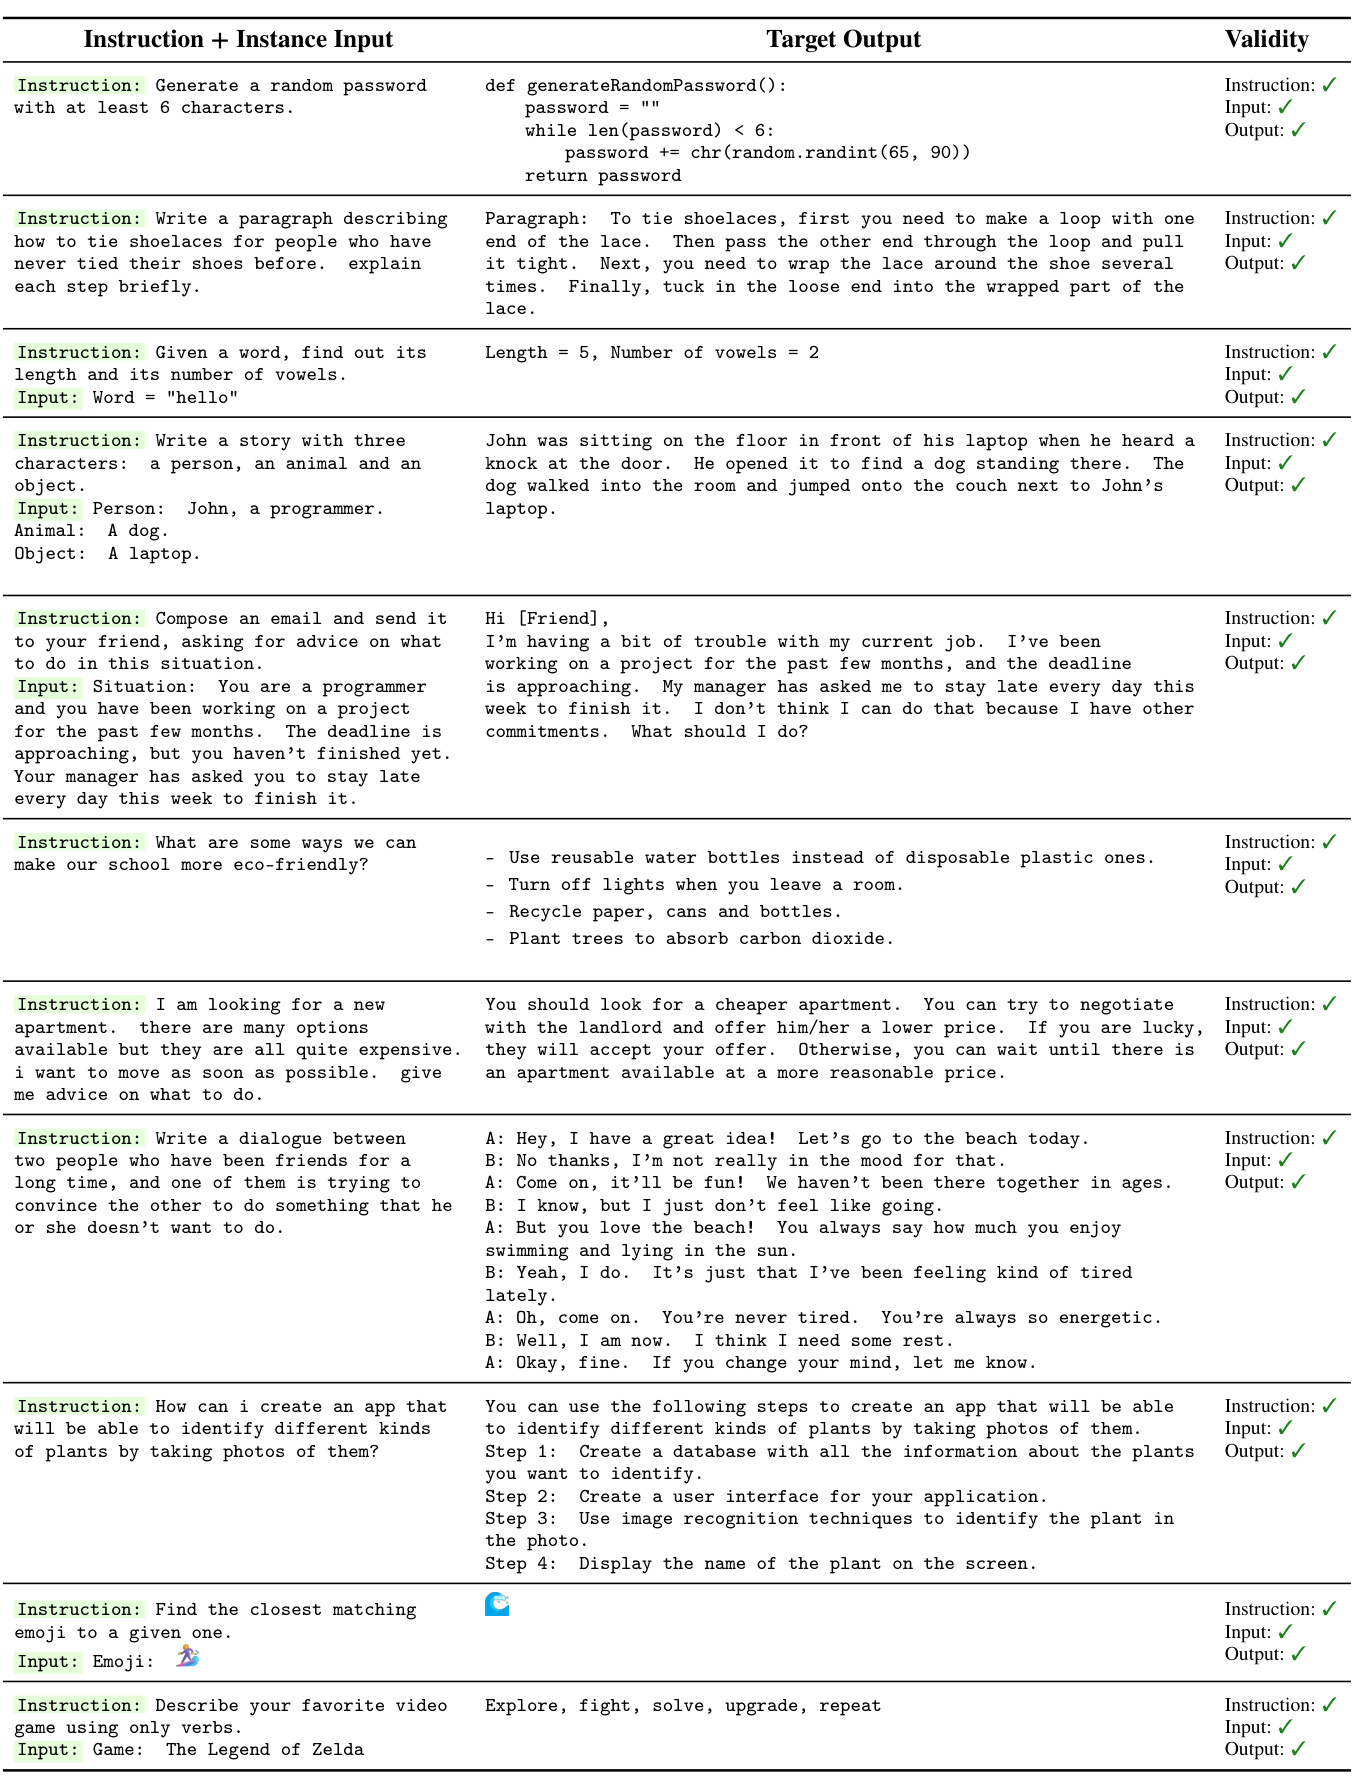 Instruction + Instance Input Target Output Validity
Instruction: Generate a random password
with at least 6 characters.
def generateRandomPassword():
password = ""
while len(password) < 6:
password += chr(random.randint(65, 90))
return password
Instruction: ✓
Input: ✓
Output: ✓
Instruction: Write a paragraph describing
how to tie shoelaces for people who have
never tied their shoes before. explain
each step briefly.
Paragraph: To tie shoelaces, first you need to make a loop with one
end of the lace. Then pass the other end through the loop and pull
it tight. Next, you need to wrap the lace around the shoe several
times. Finally, tuck in the loose end into the wrapped part of the
lace.
Instruction: ✓
Input: ✓
Output: ✓
Instruction: Given a word, find out its
length and its number of vowels.
Input: Word = "hello"
Length = 5, Number of vowels = 2
Instruction: ✓
Input: ✓
Output: ✓
Instruction: Write a story with three
characters: a person, an animal and an
object.
Input: Person: John, a programmer.
Animal: A dog.
Object: A laptop.
John was sitting on the floor in front of his laptop when he heard a
knock at the door. He opened it to find a dog standing there. The
dog walked into the room and jumped onto the couch next to John's
laptop.
Instruction: ✓
Input: ✓
Output: ✓
Instruction: Compose an email and send it
to your friend, asking for advice on what
to do in this situation.
Input: Situation: You are a programmer
and you have been working on a project
for the past few months. The deadline is
approaching, but you haven't finished yet.
Your manager has asked you to stay late
every day this week to finish it.
Hi [Friend],
I'm having a bit of trouble with my current job. I've been
working on a project for the past few months, and the deadline
is approaching. My manager has asked me to stay late every day this
week to finish it. I don't think I can do that because I have other
commitments. What should I do?
Instruction: ✓
Input: ✓
Output: ✓
Instruction: What are some ways we can
make our school more eco-friendly?
- Use reusable water bottles instead of disposable plastic ones.
- Turn off lights when you leave a room.
- Recycle paper, cans and bottles.
- Plant trees to absorb carbon dioxide.
Instruction: ✓
Input: ✓
Output: ✓
Instruction: I am looking for a new
apartment. there are many options
available but they are all quite expensive.
i want to move as soon as possible. give
me advice on what to do.
You should look for a cheaper apartment. You can try to negotiate
with the landlord and offer him/her a lower price. If you are lucky,
they will accept your offer. Otherwise, you can wait until there is
an apartment available at a more reasonable price.
Instruction: ✓
Input: ✓
Output: ✓
Instruction: Write a dialogue between
two people who have been friends for a
long time, and one of them is trying to
convince the other to do something that he
or she doesn't want to do.
A: Hey, I have a great idea! Let's go to the beach today.
B: No thanks, I'm not really in the mood for that.
A: Come on, it'll be fun! We haven't been there together in ages.
B: I know, but I just don't feel like going.
A: But you love the beach! You always say how much you enjoy
swimming and lying in the sun.
B: Yeah, I do. It's just that I've been feeling kind of tired
lately.
A: Oh, come on. You're never tired. You're always so energetic.
B: Well, I am now. I think I need some rest.
A: Okay, fine. If you change your mind, let me know.
Instruction: ✓
Input: ✓
Output: ✓
Instruction: How can i create an app that
will be able to identify different kinds
of plants by taking photos of them?
You can use the following steps to create an app that will be able
to identify different kinds of plants by taking photos of them.
Step 1: Create a database with all the information about the plants
you want to identify.
Step 2: Create a user interface for your application.
Step 3: Use image recognition techniques to identify the plant in
the photo.
Step 4: Display the name of the plant on the screen.
Instruction: ✓
Input: ✓
Output: ✓
Instruction: Find the closest matching
emoji to a given one.
Input: Emoji: 🏄‍♀️
🌊
Instruction: ✓
Input: ✓
Output: ✓
Instruction: Describe your favorite video
game using only verbs.
Input: Game: The Legend of Zelda
Explore, fight, solve, upgrade, repeat
Instruction: ✓
Input: ✓
Output: ✓